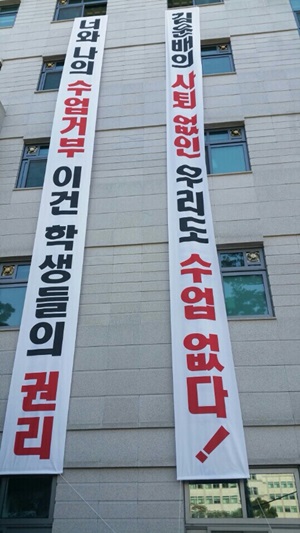 너와 나의 수업거부 이건 학생들의 권리
김순배의 사퇴 없인 우리도 수업 없다!